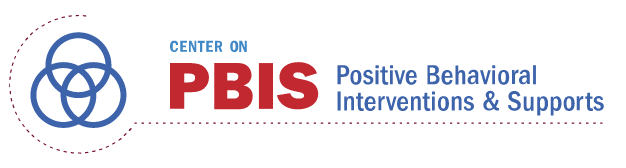 CENTER ON
PBIS
Positive Behavioral
Interventions & Supports